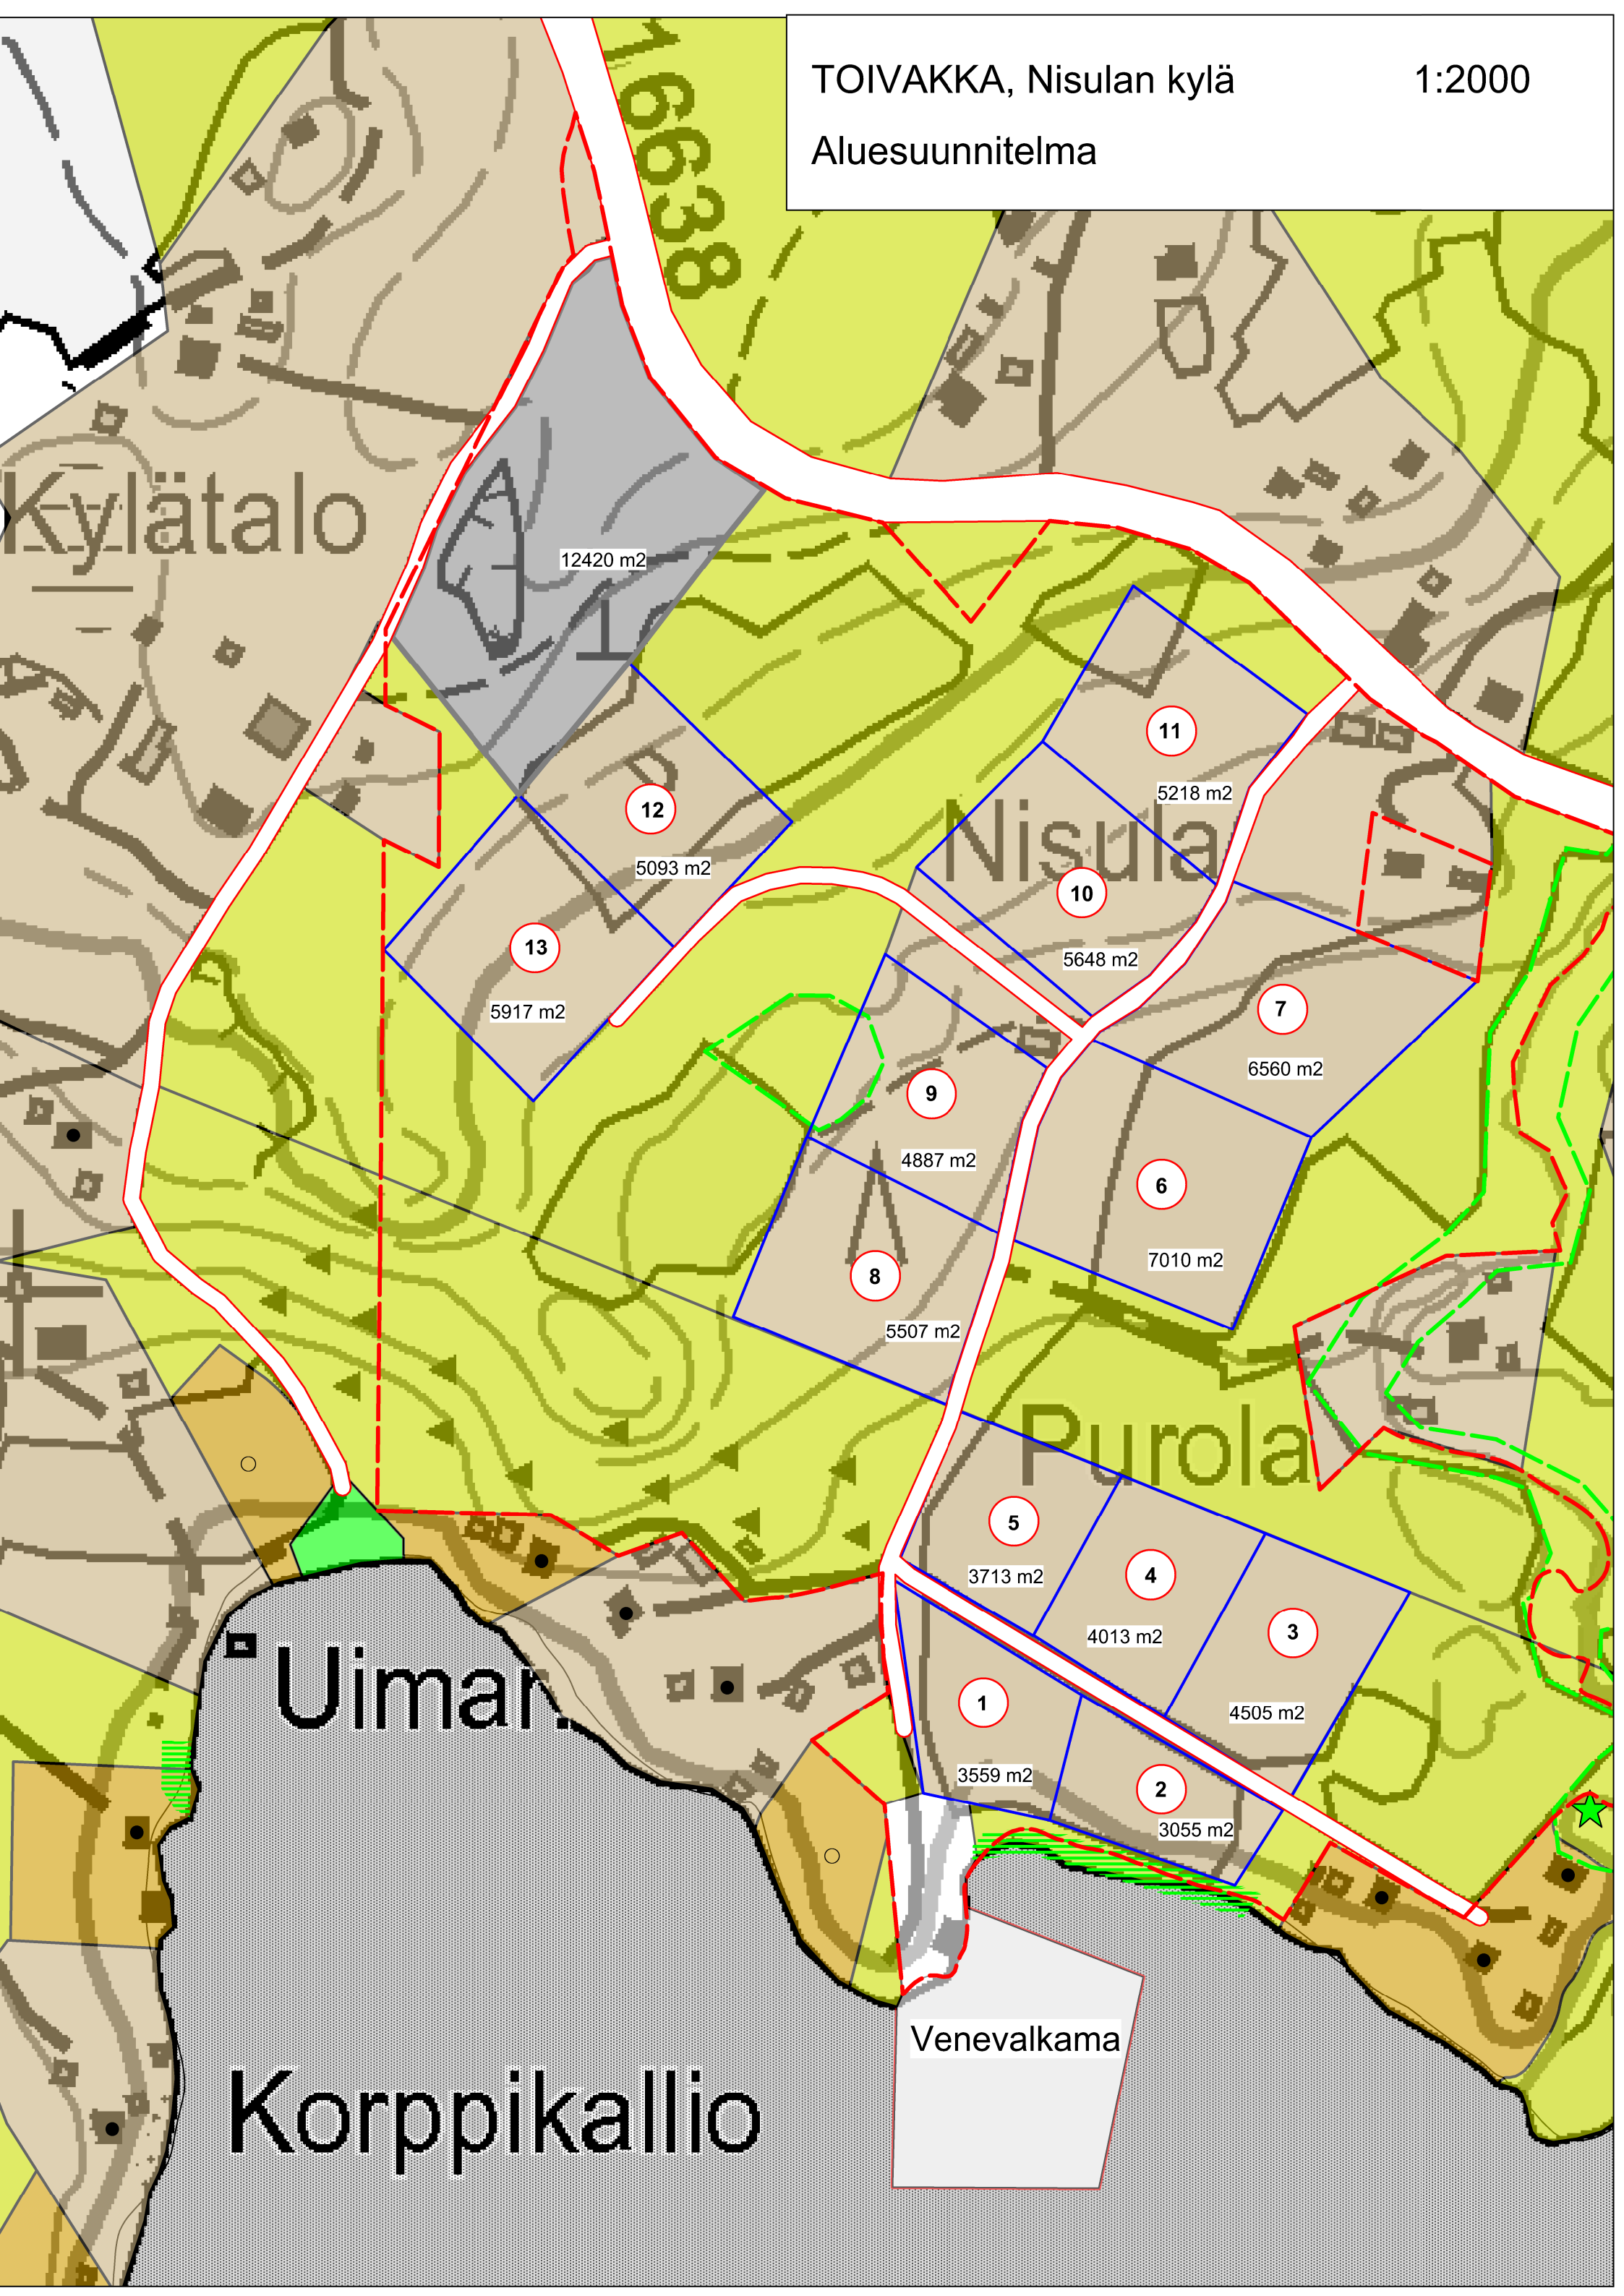 TOIVAKKA, Nisulan kylä 1:2000
Aluesuunnitelma
16638
Kylätalo
12420 m2
11
5218 m2
Nisula
12
5093 m2
10
5648 m2
13
5917 m2
7
6560 m2
9
4887 m2
6
7010 m2
8
5507 m2
Purola
5
3713 m2
4
4013 m2
3
4505 m2
Uimar.
1
3559 m2
2
3055 m2
Venevalkama
Korppikallio